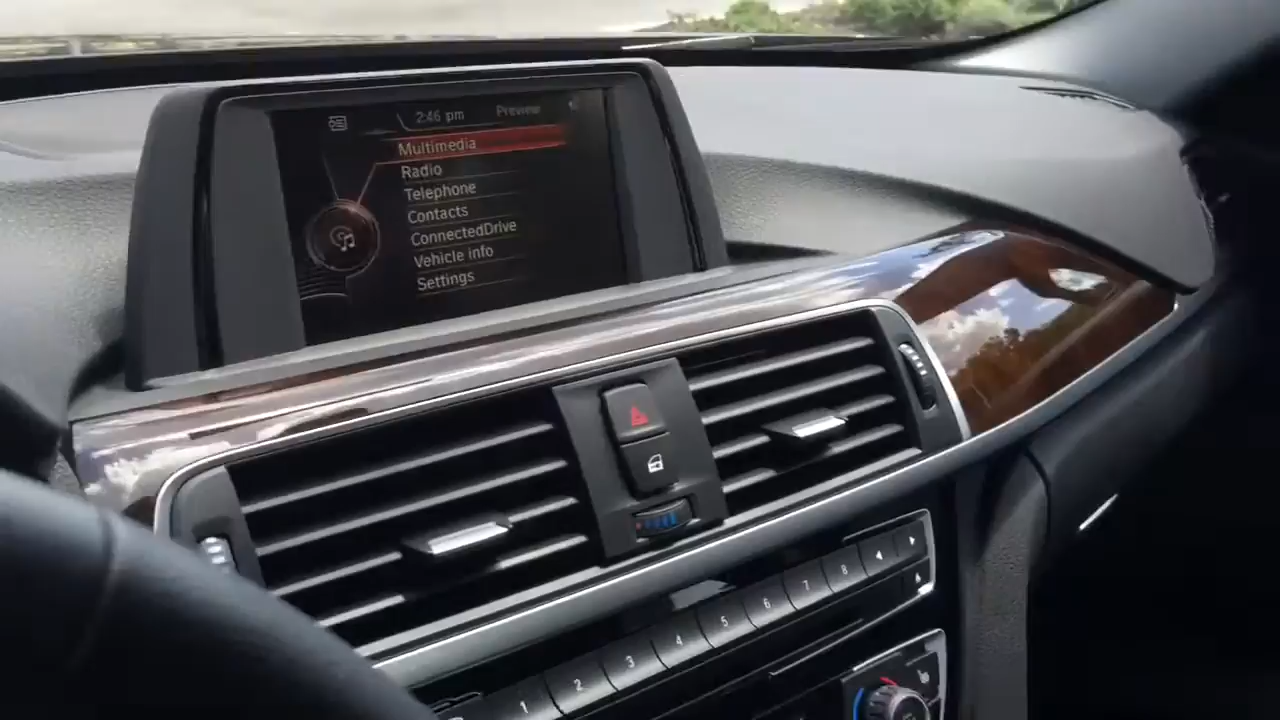 2:46 pm Preview
Multimedia
Radio
Telephone
Contacts
ConnectedDrive
Vehicle info
Settings
1 2 3 4 5 6 7 8